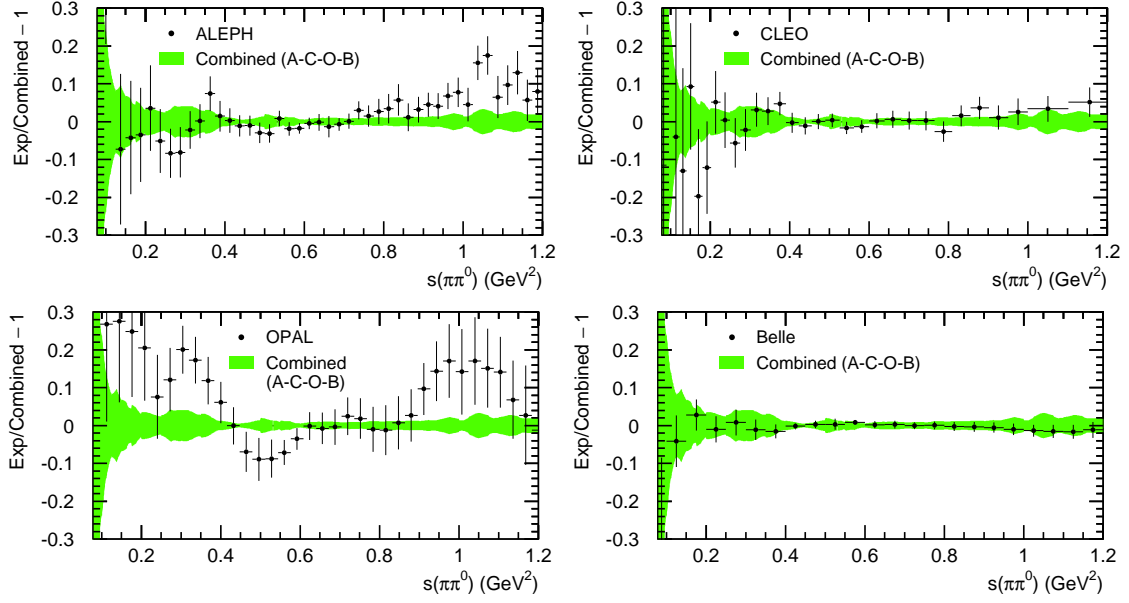 Exp/Combined − 1
0.3
0.2
0.1
0
-0.1
-0.2
-0.3
ALEPH
Combined (A-C-O-B)
0.2 0.4 0.6 0.8 1 1.2
s(ππ⁰) (GeV²)
Exp/Combined − 1
0.3
0.2
0.1
0
-0.1
-0.2
-0.3
CLEO
Combined (A-C-O-B)
0.2 0.4 0.6 0.8 1 1.2
s(ππ⁰) (GeV²)
Exp/Combined − 1
0.3
0.2
0.1
0
-0.1
-0.2
-0.3
OPAL
Combined
(A-C-O-B)
0.2 0.4 0.6 0.8 1 1.2
s(ππ⁰) (GeV²)
Exp/Combined − 1
0.3
0.2
0.1
0
-0.1
-0.2
-0.3
Belle
Combined (A-C-O-B)
0.2 0.4 0.6 0.8 1 1.2
s(ππ⁰) (GeV²)